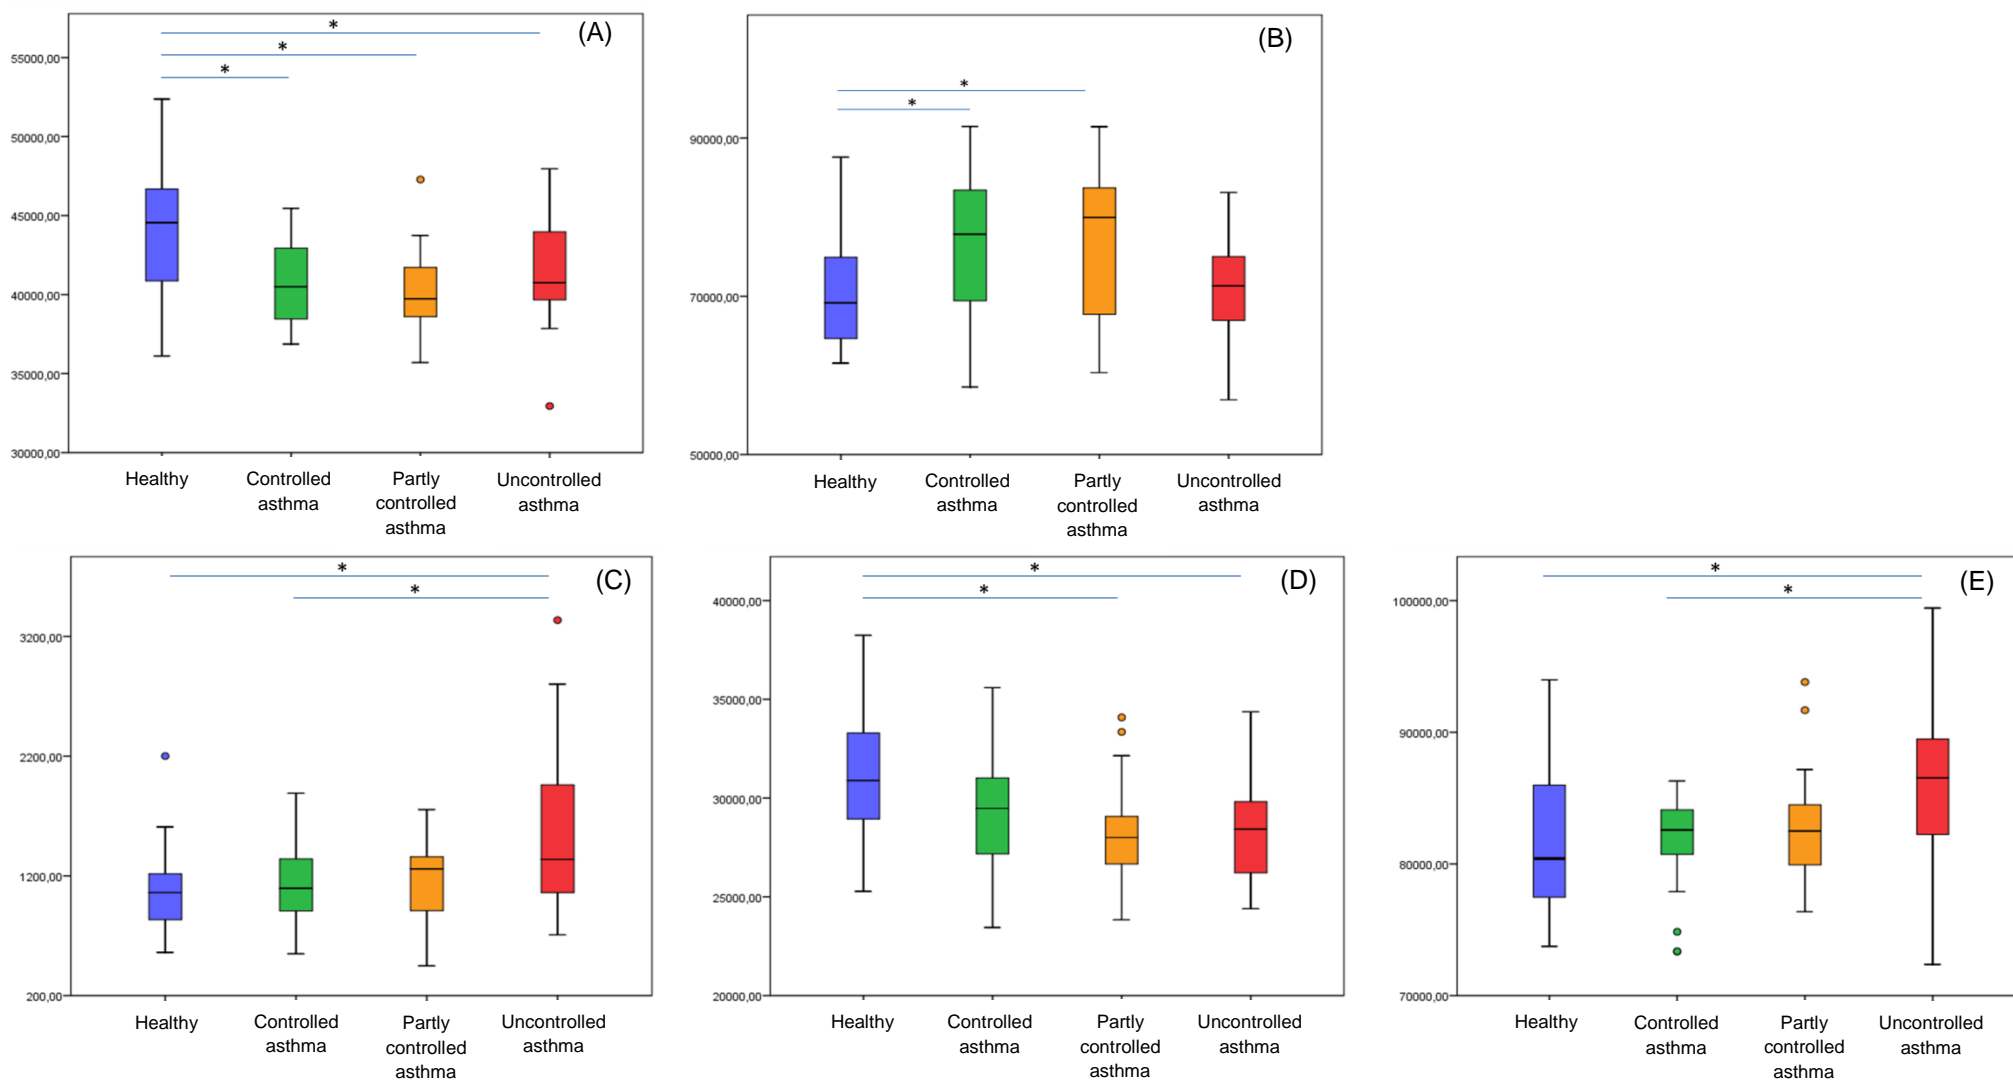 (A)
*
*
*
55000,00
50000,00
45000,00
40000,00
35000,00
30000,00
Healthy
Controlled
asthma
Partly
controlled
asthma
Uncontrolled
asthma
(B)
*
*
90000,00
70000,00
50000,00
Healthy
Controlled
asthma
Partly
controlled
asthma
Uncontrolled
asthma
(C)
*
*
3200,00
2200,00
1200,00
200,00
Healthy
Controlled
asthma
Partly
controlled
asthma
Uncontrolled
asthma
(D)
*
*
40000,00
35000,00
30000,00
25000,00
20000,00
Healthy
Controlled
asthma
Partly
controlled
asthma
Uncontrolled
asthma
(E)
*
*
100000,00
90000,00
80000,00
70000,00
Healthy
Controlled
asthma
Partly
controlled
asthma
Uncontrolled
asthma